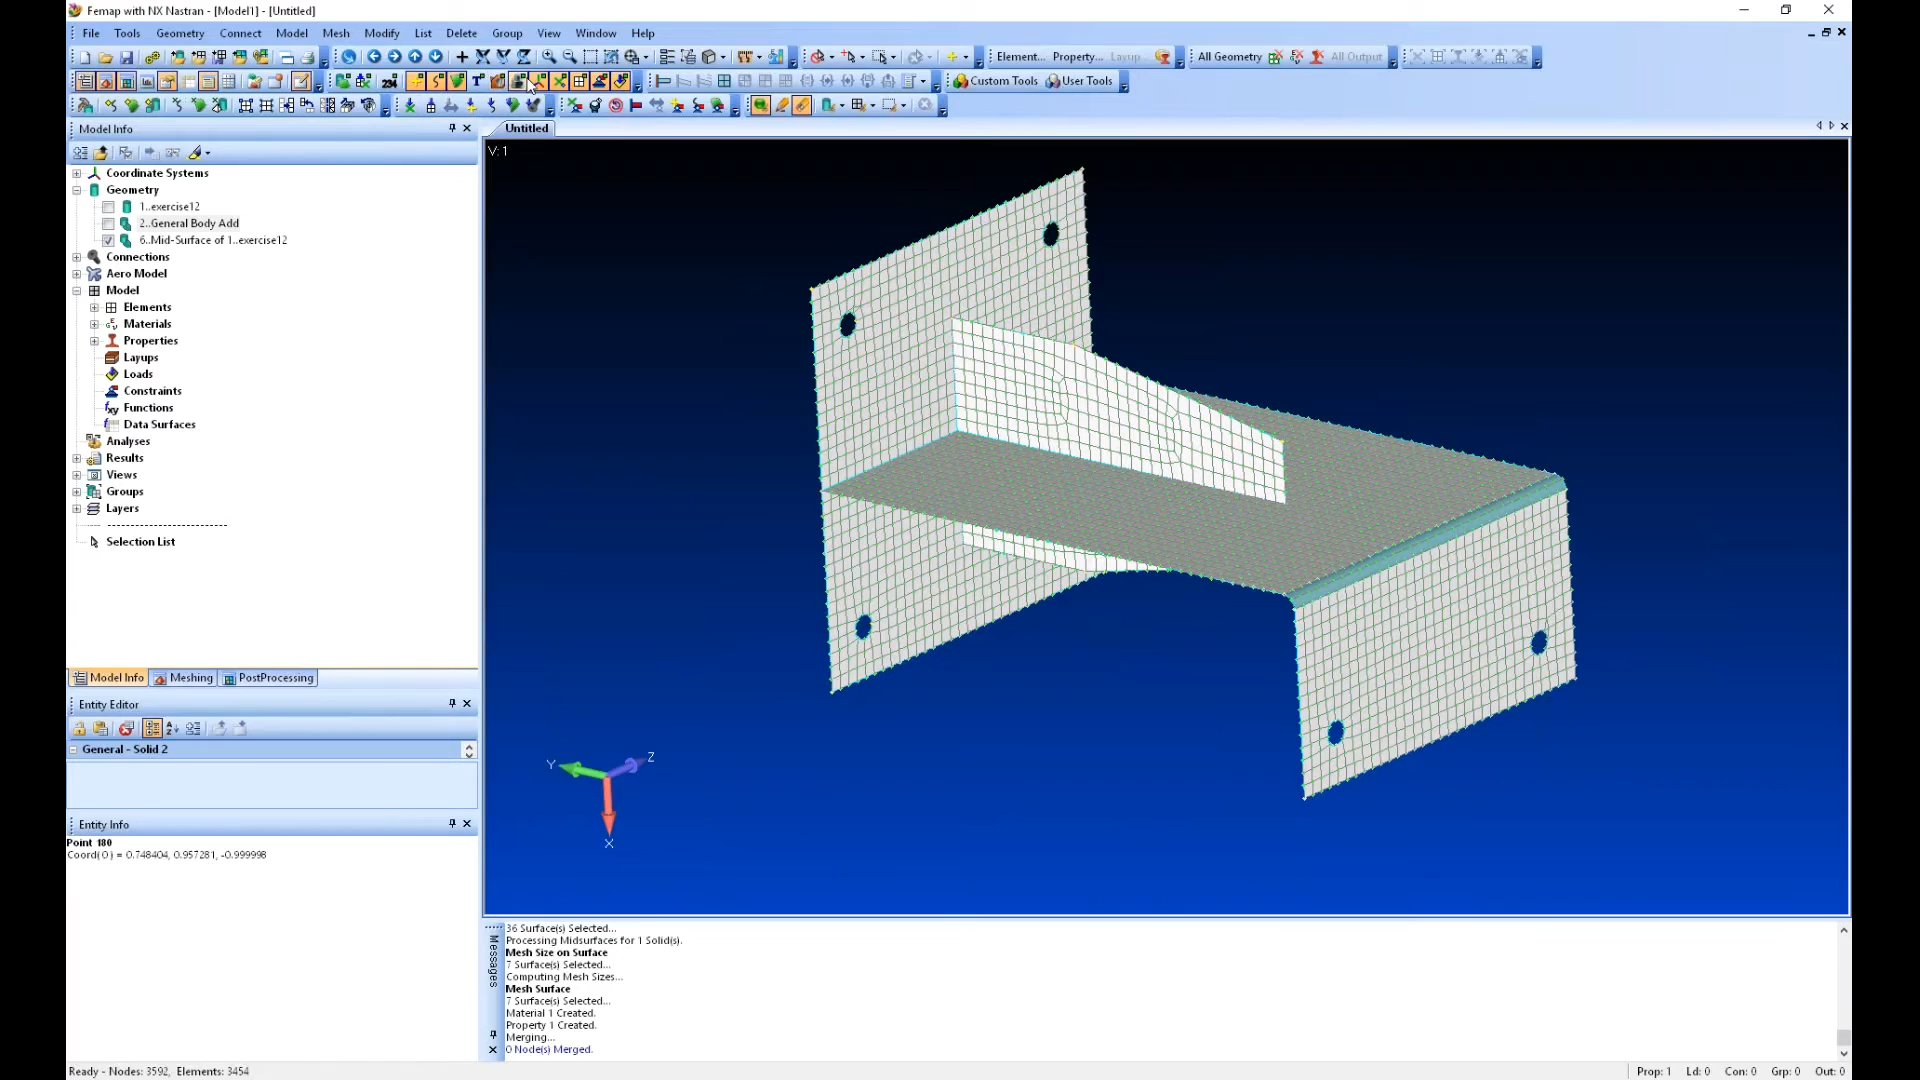 Femap with NX Nastran - [Model1] - [Untitled]
File Tools Geometry Connect Model Mesh Modify List Delete Group View Window Help
Element... Property... Layup All Geometry All Output
234 T Custom Tools User Tools
Model Info
Untitled
V:1
Coordinate Systems
Geometry
1..exercise12
2..General Body Add
6..Mid-Surface of 1..exercise12
Connections
Aero Model
Model
Elements
Materials
Properties
Layups
Loads
Constraints
Functions
Data Surfaces
Analyses
Results
Views
Groups
Layers
Selection List
Model Info Meshing PostProcessing
Entity Editor
General - Solid 2
Entity Info
Point 180
Coord( 0 ) = 0.748404, 0.957281, -0.999998
Y
Z
X
Messages
36 Surface(s) Selected...
Processing Midsurfaces for 1 Solid(s).
Mesh Size on Surface
7 Surface(s) Selected...
Computing Mesh Sizes...
Mesh Surface
7 Surface(s) Selected...
Material 1 Created.
Property 1 Created.
Merging...
0 Node(s) Merged.
Ready - Nodes: 3592, Elements: 3454
Prop: 1 Ld: 0 Con: 0 Grp: 0 Out: 0